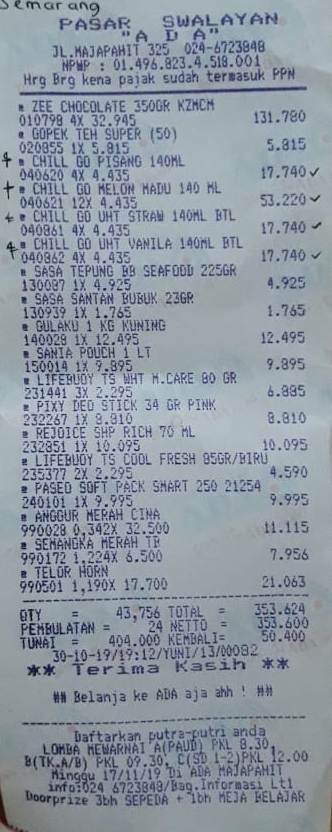 Semarang
PASAR SWALAYAN
"A D A"
JL.MAJAPAHIT 325 024-6723848
NPWP : 01.496.823.4.518.001
Hrg Brg kena pajak sudah termasuk PPN
* ZEE CHOCOLATE 350GR KZMCM
010798 4X 32.945 131.780
* GOPEK TEH SUPER (50)
020855 1X 5.815 5.815
* CHILL GO PISANG 140ML
040620 4X 4.435 17.740 ✓
* CHILL GO MELON MADU 140 ML
040621 12X 4.435 53.220 ✓
* CHILL GO UHT STRAW 140ML BTL
040861 4X 4.435 17.740 ✓
* CHILL GO UHT VANILA 140ML BTL
040862 4X 4.435 17.740 ✓
* SASA TEPUNG BB SEAFOOD 225GR
130087 1X 4.925 4.925
* SASA SANTAN BUBUK 23GR
130939 1X 1.765 1.765
* GULAKU 1 KG KUNING
140028 1X 12.495 12.495
* SANIA POUCH 1 LT
150014 1X 9.895 9.895
* LIFEBUOY TS WHT M.CARE 80 GR
231441 3X 2.295 6.885
* PIXY DEO STICK 34 GR PINK
232267 1X 8.810 8.810
* REJOICE SHP RICH 70 ML
232851 1X 10.095 10.095
* LIFEBUOY TS COOL FRESH 85GR/BIRU
235377 2X 2.295 4.590
* PASEO SOFT PACK SMART 250 21254
240101 1X 9.995 9.995
* ANGGUR MERAH CINA
990028 0,342X 32.500 11.115
* SEMANGKA MERAH TB
990172 1,224X 6.500 7.956
* TELOR HORN
990501 1,190X 17.700 21.063
QTY = 43,756 TOTAL = 353.624
PEMBULATAN = 24 NETTO = 353.600
TUNAI = 404.000 KEMBALI= 50.400
30-10-19/19:12/YUNI/13/00082
** Terima Kasih **
## Belanja ke ADA aja ahh ! ##
Daftarkan putra-putri anda
LOMBA MEWARNAI A(PAUD) PKL 8.30,
B(TK.A/B) PKL 09.30, C(SD 1-2)PKL 12.00
Minggu 17/11/19 Di ADA MAJAPAHIT
info:024 6723848/Bag.Informasi Lt1
Doorprize 3bh SEPEDA + 1bh MEJA BELAJAR